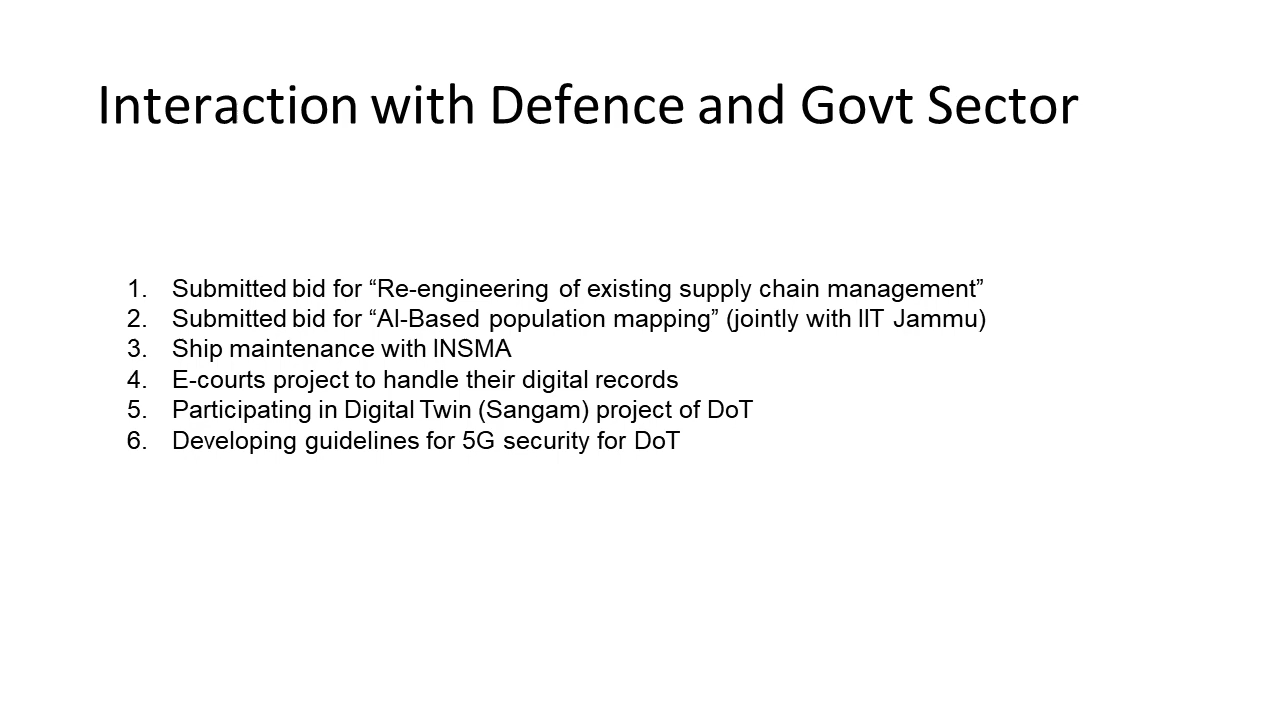 Interaction with Defence and Govt Sector
1. Submitted bid for “Re-engineering of existing supply chain management”
2. Submitted bid for “AI-Based population mapping” (jointly with IIT Jammu)
3. Ship maintenance with INSMA
4. E-courts project to handle their digital records
5. Participating in Digital Twin (Sangam) project of DoT
6. Developing guidelines for 5G security for DoT